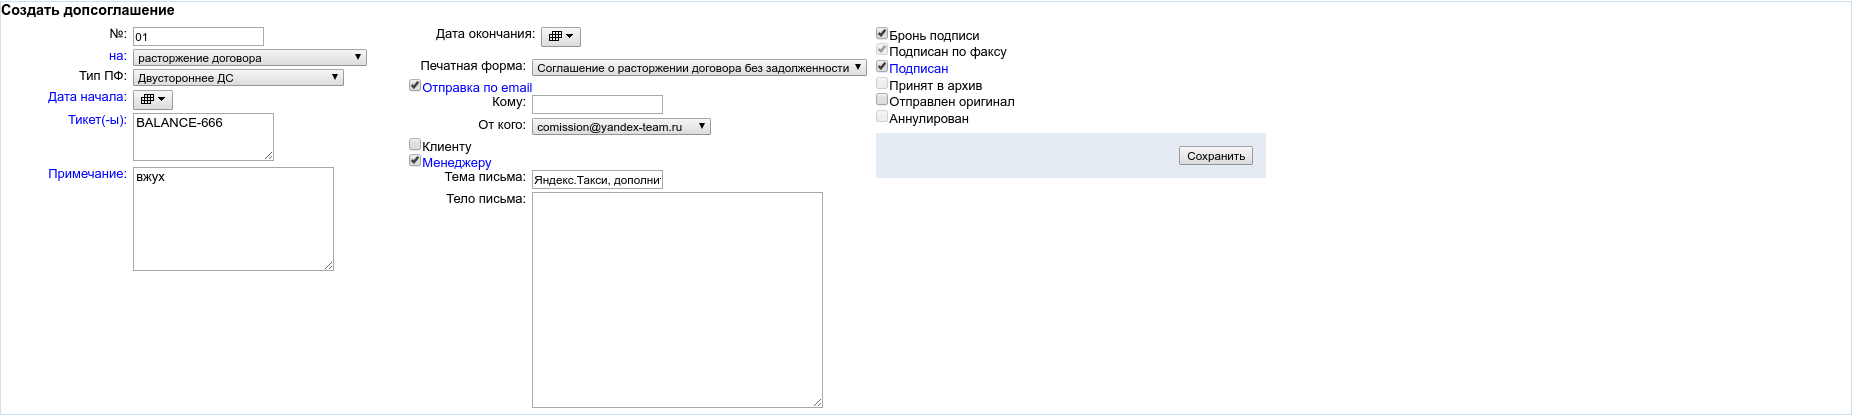 Создать допсоглашение
№: 01
на: расторжение договора
Тип ПФ: Двустороннее ДС
Дата начала:
Тикет(-ы): BALANCE-666
Примечание: вжух
Дата окончания:
Печатная форма: Соглашение о расторжении договора без задолженности
Отправка по email
Кому:
От кого: comission@yandex-team.ru
Клиенту
Менеджеру
Тема письма: Яндекс.Такси, дополни
Тело письма:
Бронь подписи
Подписан по факсу
Подписан
Принят в архив
Отправлен оригинал
Аннулирован
Сохранить